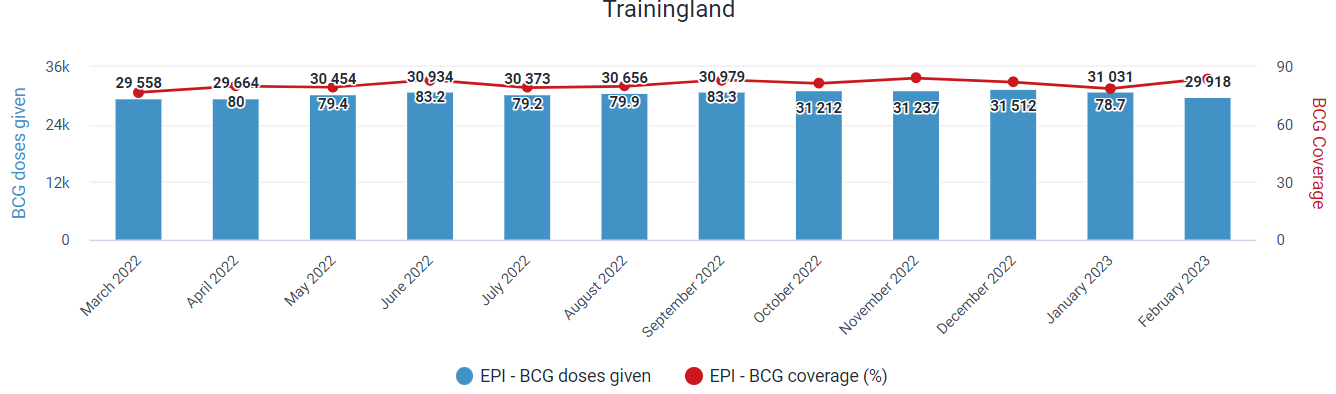 Trainingland
BCG doses given
36k
24k
12k
0
29 558
29 664
30 454
30 934
30 373
30 656
30 979
31 212
31 237
31 512
31 031
29 918
80
79.4
83.2
79.2
79.9
83.3
78.7
90
60
30
0
BCG Coverage
March 2022
April 2022
May 2022
June 2022
July 2022
August 2022
September 2022
October 2022
November 2022
December 2022
January 2023
February 2023
EPI - BCG doses given
EPI - BCG coverage (%)